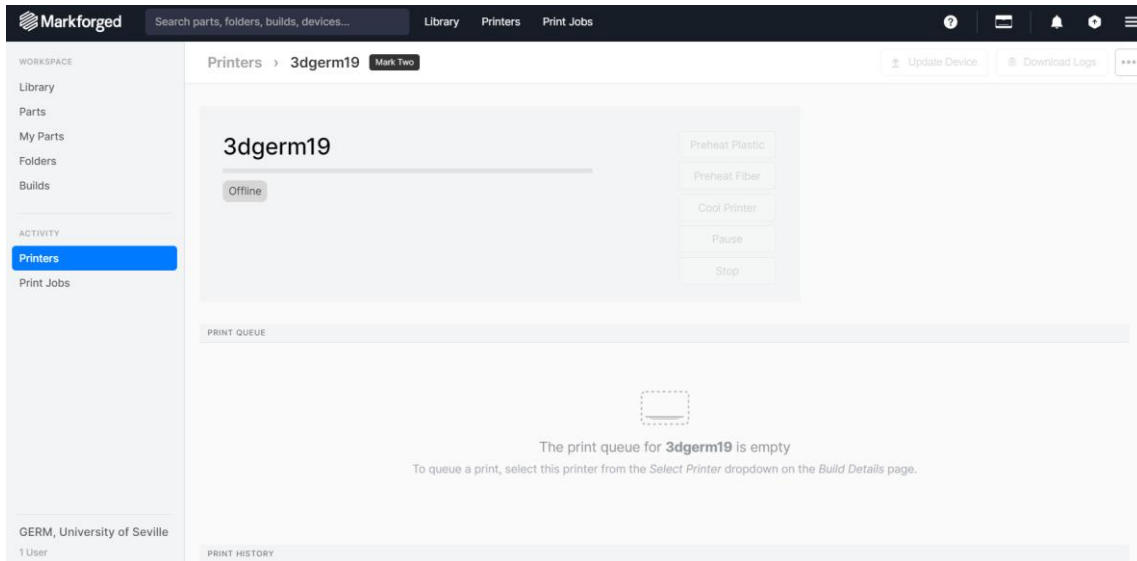 Markforged
Search parts, folders, builds, devices...
Library
Printers
Print Jobs
WORKSPACE
Library
Parts
My Parts
Folders
Builds
ACTIVITY
Printers
Print Jobs
GERM, University of Seville
1 User
Printers › 3dgerm19 Mark Two
Update Device
Download Logs
3dgerm19
Offline
Preheat Plastic
Preheat Fiber
Cool Printer
Pause
Stop
PRINT QUEUE
The print queue for 3dgerm19 is empty
To queue a print, select this printer from the Select Printer dropdown on the Build Details page.
PRINT HISTORY